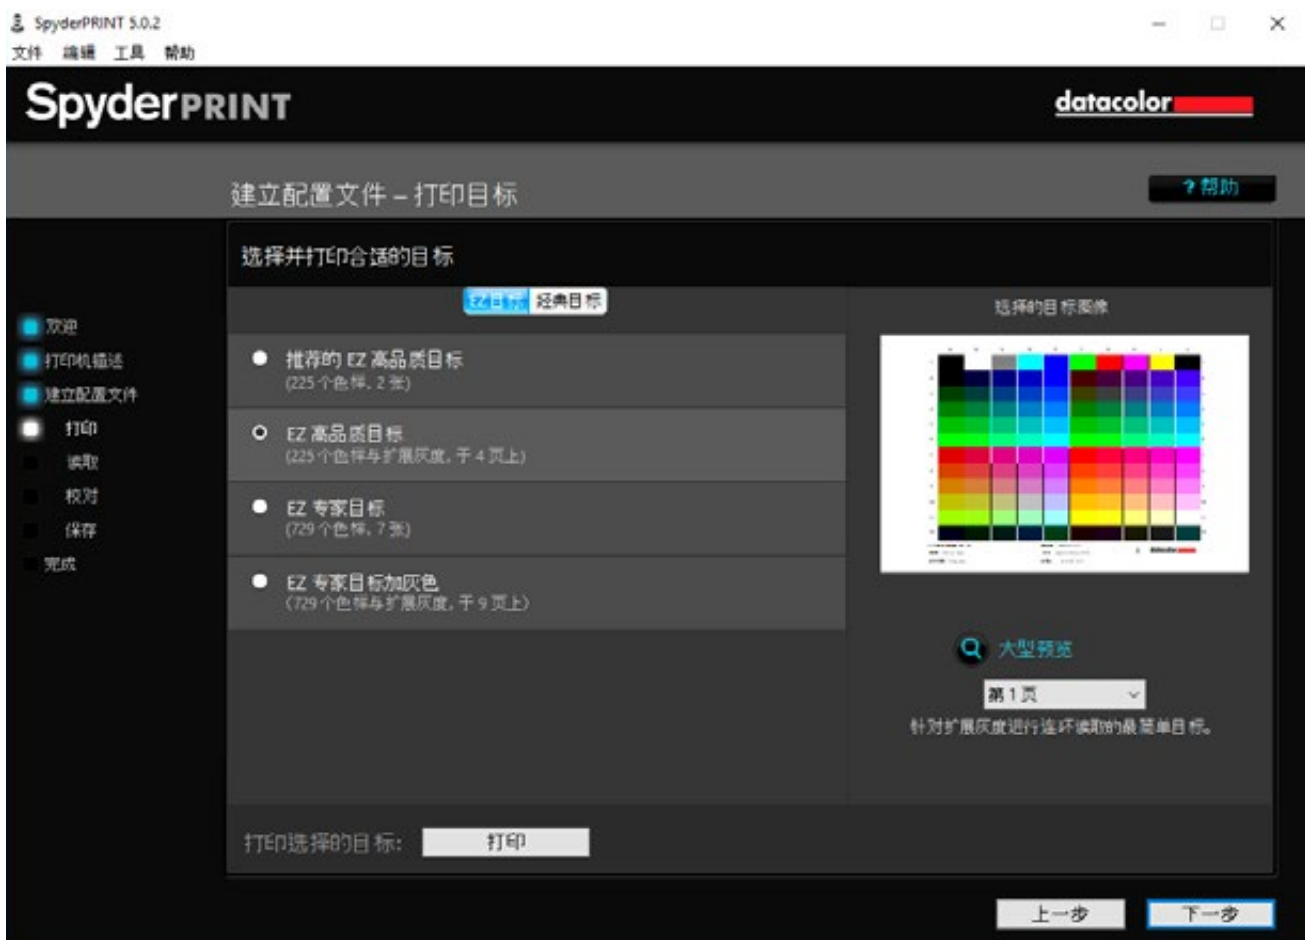 SpyderPRINT 5.0.2
文件 编辑 工具 帮助
SpyderPRINT
datacolor
建立配置文件 – 打印目标
? 帮助
选择并打印合适的目标
EZ目标 经典目标
选择的目标图像
欢迎
打印机描述
建立配置文件
打印
读取
校对
保存
完成
推荐的 EZ 高品质目标
(225 个色样, 2 张)
EZ 高品质目标
(225 个色样与扩展灰度, 于 4 页上)
EZ 专家目标
(729 个色样, 7 张)
EZ 专家目标加灰色
(729 个色样与扩展灰度, 于 9 页上)
datacolor
大型预览
第 1 页
针对扩展灰度进行连环读取的最简单目标。
打印选择的目标:
打印
上一步
下一步